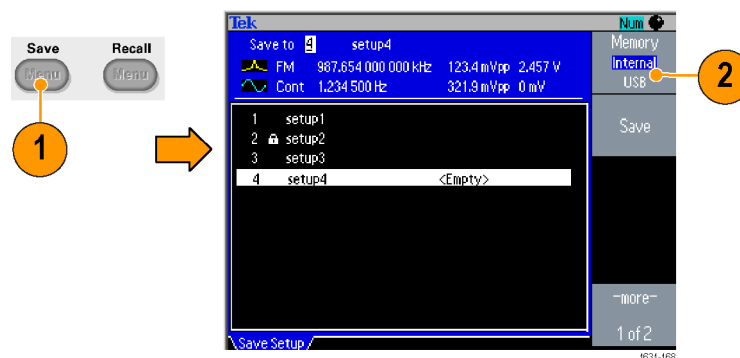 Save Recall
Menu Menu
1
Tek
Save to 4 setup4
FM 987.654 000 000 kHz 123.4 mVpp 2.457 V
Cont 1.234 500 Hz 321.9 mVpp 0 mV
1 setup1
2 setup2
3 setup3
4 setup4 <Empty>
Save Setup
Num
Memory
Internal
USB
2
Save
-more-
1 of 2
1631-168